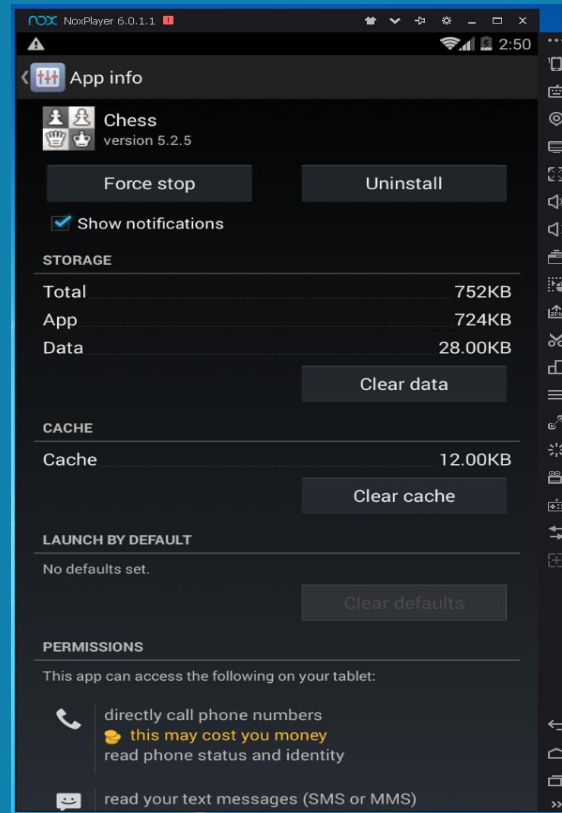 nox NoxPlayer 6.0.1.1
2:50
App info
Chess
version 5.2.5
Force stop
Uninstall
Show notifications
STORAGE
Total 752KB
App 724KB
Data 28.00KB
Clear data
CACHE
Cache 12.00KB
Clear cache
LAUNCH BY DEFAULT
No defaults set.
Clear defaults
PERMISSIONS
This app can access the following on your tablet:
directly call phone numbers
this may cost you money
read phone status and identity
read your text messages (SMS or MMS)